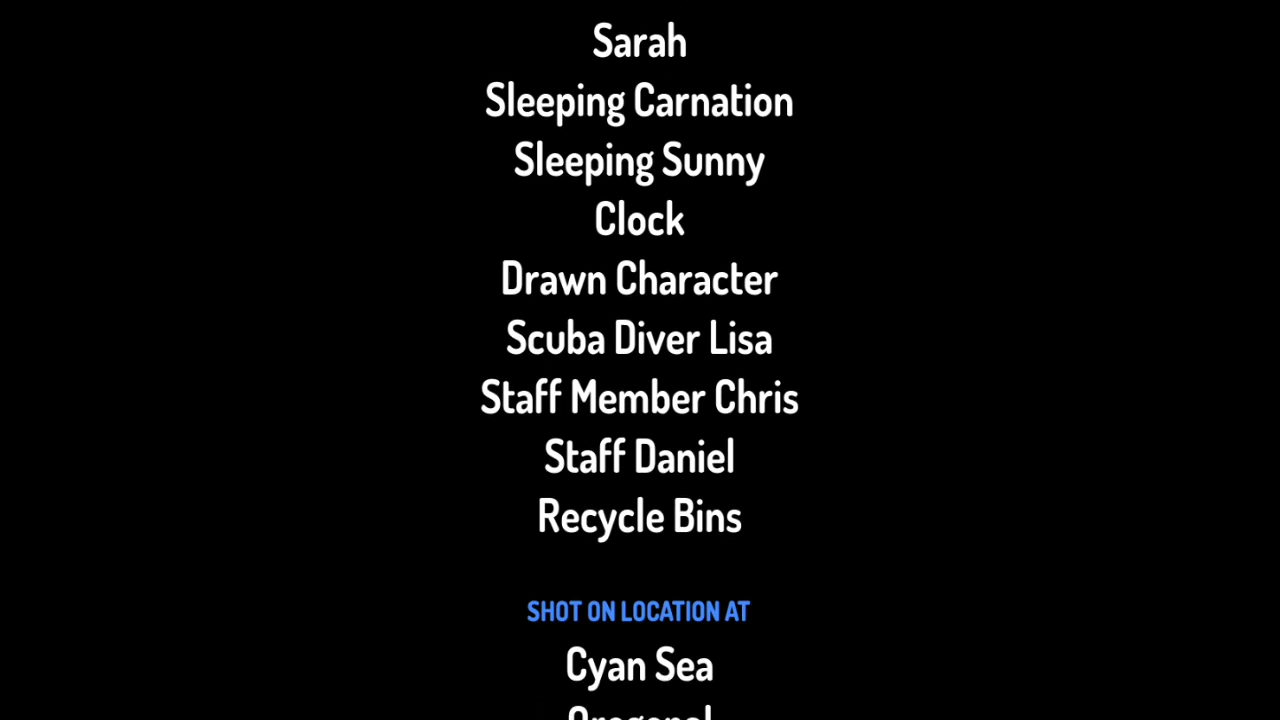 Sarah
Sleeping Carnation
Sleeping Sunny
Clock
Drawn Character
Scuba Diver Lisa
Staff Member Chris
Staff Daniel
Recycle Bins
SHOT ON LOCATION AT
Cyan Sea